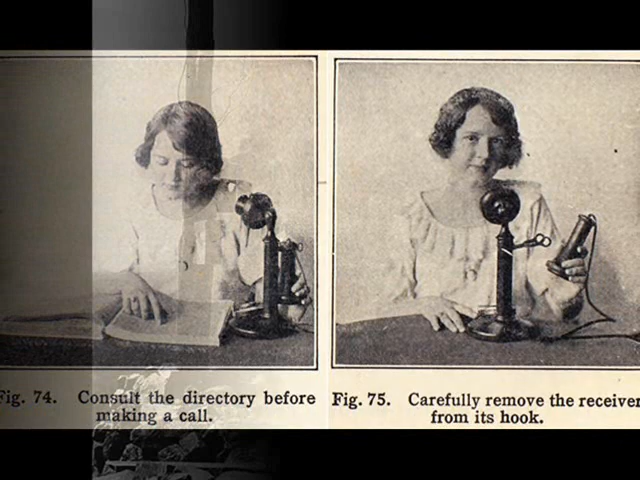 Fig. 74. Consult the directory before
making a call.
Fig. 75. Carefully remove the receiver
from its hook.